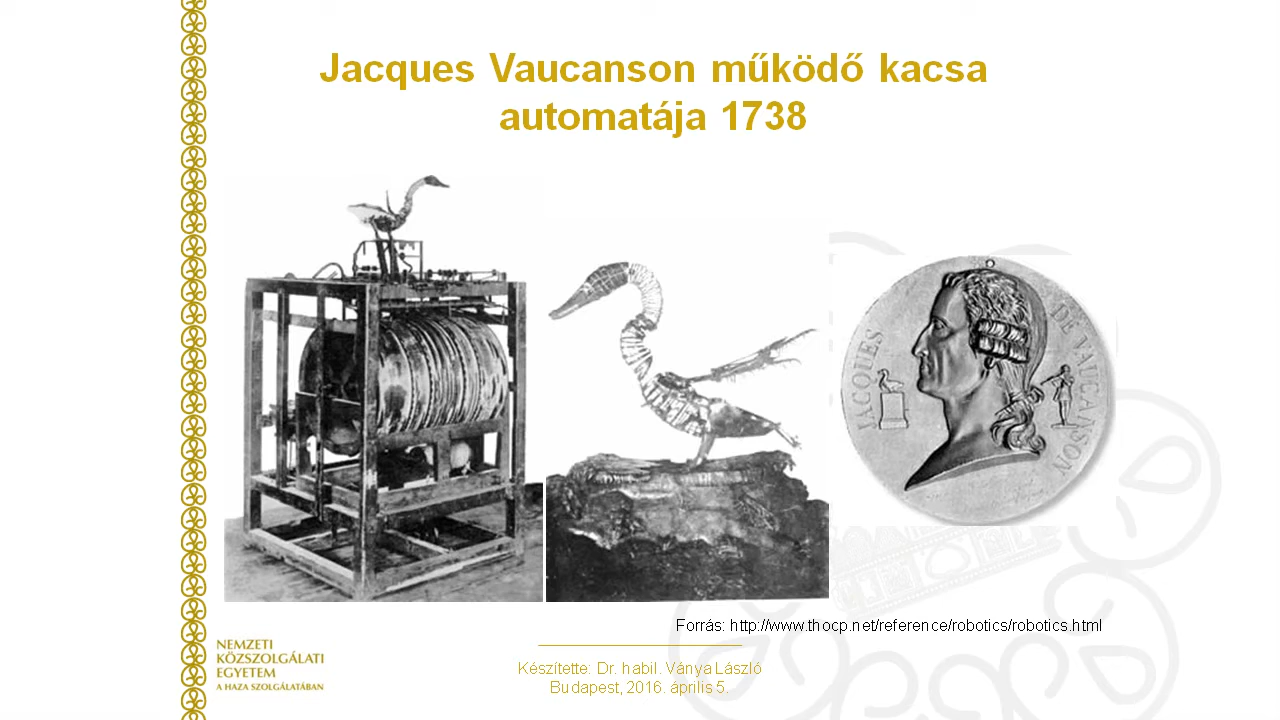 Jacques Vaucanson működő kacsa
automatája 1738
JACQUES
DE VAUCANSON
Forrás: http://www.thocp.net/reference/robotics/robotics.html
NEMZETI
KÖZSZOLGÁLATI
EGYETEM
A HAZA SZOLGÁLATÁBAN
Készítette: Dr. habil. Ványa László
Budapest, 2016. április 5.